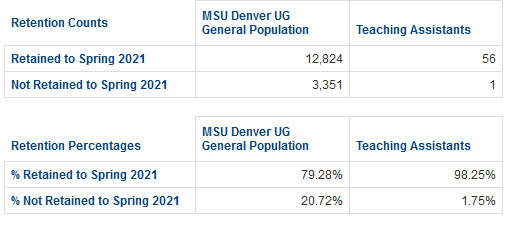 Retention Counts MSU Denver UG General Population Teaching Assistants
Retained to Spring 2021 12,824 56
Not Retained to Spring 2021 3,351 1
Retention Percentages MSU Denver UG General Population Teaching Assistants
% Retained to Spring 2021 79.28% 98.25%
% Not Retained to Spring 2021 20.72% 1.75%